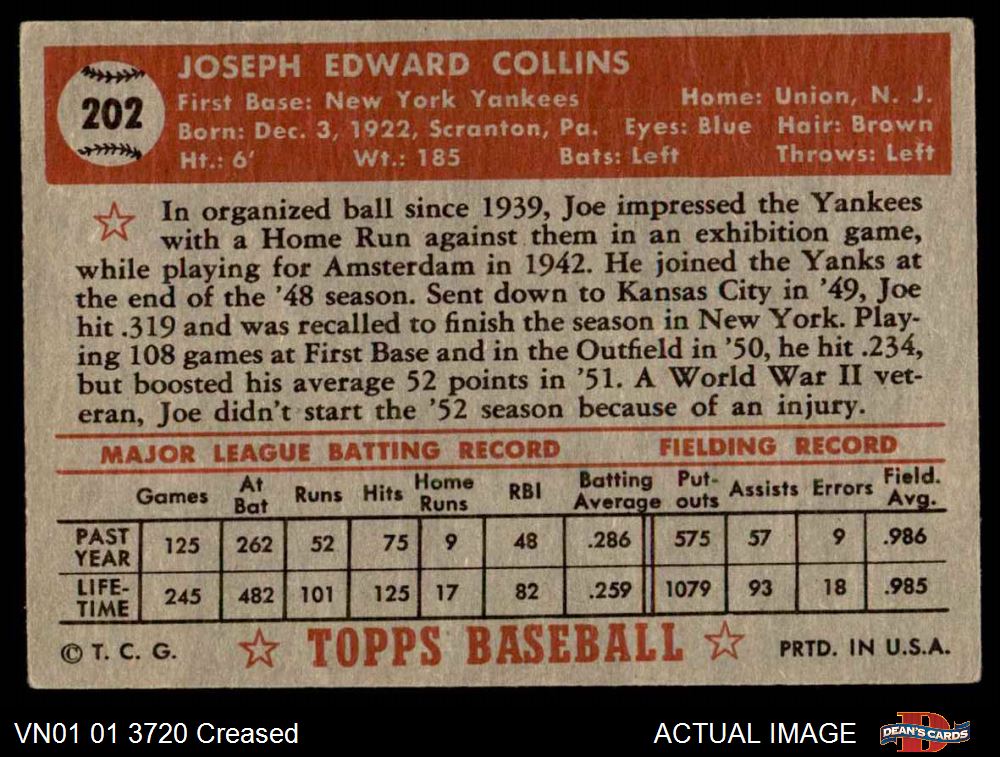 202
JOSEPH EDWARD COLLINS
First Base: New York Yankees Home: Union, N. J.
Born: Dec. 3, 1922, Scranton, Pa. Eyes: Blue Hair: Brown
Ht.: 6' Wt.: 185 Bats: Left Throws: Left
In organized ball since 1939, Joe impressed the Yankees
with a Home Run against them in an exhibition game,
while playing for Amsterdam in 1942. He joined the Yanks at
the end of the '48 season. Sent down to Kansas City in '49, Joe
hit .319 and was recalled to finish the season in New York. Play-
ing 108 games at First Base and in the Outfield in '50, he hit .234,
but boosted his average 52 points in '51. A World War II vet-
eran, Joe didn't start the '52 season because of an injury.
MAJOR LEAGUE BATTING RECORD FIELDING RECORD
Games At Bat Runs Hits Home Runs RBI Batting Average Put-outs Assists Errors Field. Avg.
PAST YEAR 125 262 52 75 9 48 .286 575 57 9 .986
LIFE-TIME 245 482 101 125 17 82 .259 1079 93 18 .985
© T. C. G. TOPPS BASEBALL PRTD. IN U.S.A.
VN01 01 3720 Creased ACTUAL IMAGE DEAN'S CARDS